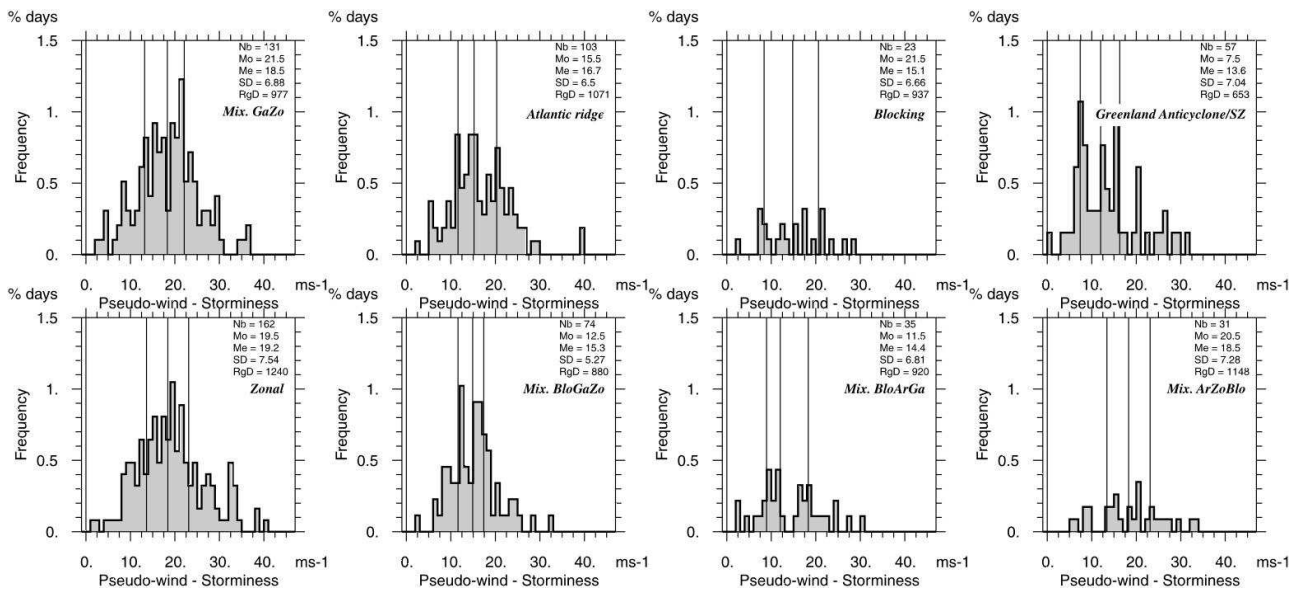 % days
1.5
1.
0.5
0.
Frequency
Nb = 131
Mo = 21.5
Me = 18.5
SD = 6.88
RgD = 977
Mix. GaZo
0. 10. 20. 30. 40. ms-1
Pseudo-wind - Storminess
% days
1.5
1.
0.5
0.
Frequency
Nb = 103
Mo = 15.5
Me = 16.7
SD = 6.5
RgD = 1071
Atlantic ridge
0. 10. 20. 30. 40. ms-1
Pseudo-wind - Storminess
% days
1.5
1.
0.5
0.
Frequency
Nb = 23
Mo = 21.5
Me = 15.1
SD = 6.66
RgD = 937
Blocking
0. 10. 20. 30. 40. ms-1
Pseudo-wind - Storminess
% days
1.5
1.
0.5
0.
Frequency
Nb = 57
Mo = 7.5
Me = 13.6
SD = 7.04
RgD = 653
Greenland Anticyclone/SZ
0. 10. 20. 30. 40. ms-1
Pseudo-wind - Storminess
% days
1.5
1.
0.5
0.
Frequency
Nb = 162
Mo = 19.5
Me = 19.2
SD = 7.54
RgD = 1240
Zonal
0. 10. 20. 30. 40. ms-1
Pseudo-wind - Storminess
% days
1.5
1.
0.5
0.
Frequency
Nb = 74
Mo = 12.5
Me = 15.3
SD = 5.27
RgD = 880
Mix. BloGaZo
0. 10. 20. 30. 40. ms-1
Pseudo-wind - Storminess
% days
1.5
1.
0.5
0.
Frequency
Nb = 35
Mo = 11.5
Me = 14.4
SD = 6.81
RgD = 920
Mix. BloArGa
0. 10. 20. 30. 40. ms-1
Pseudo-wind - Storminess
% days
1.5
1.
0.5
0.
Frequency
Nb = 31
Mo = 20.5
Me = 18.5
SD = 7.28
RgD = 1148
Mix. ArZoBlo
0. 10. 20. 30. 40. ms-1
Pseudo-wind - Storminess